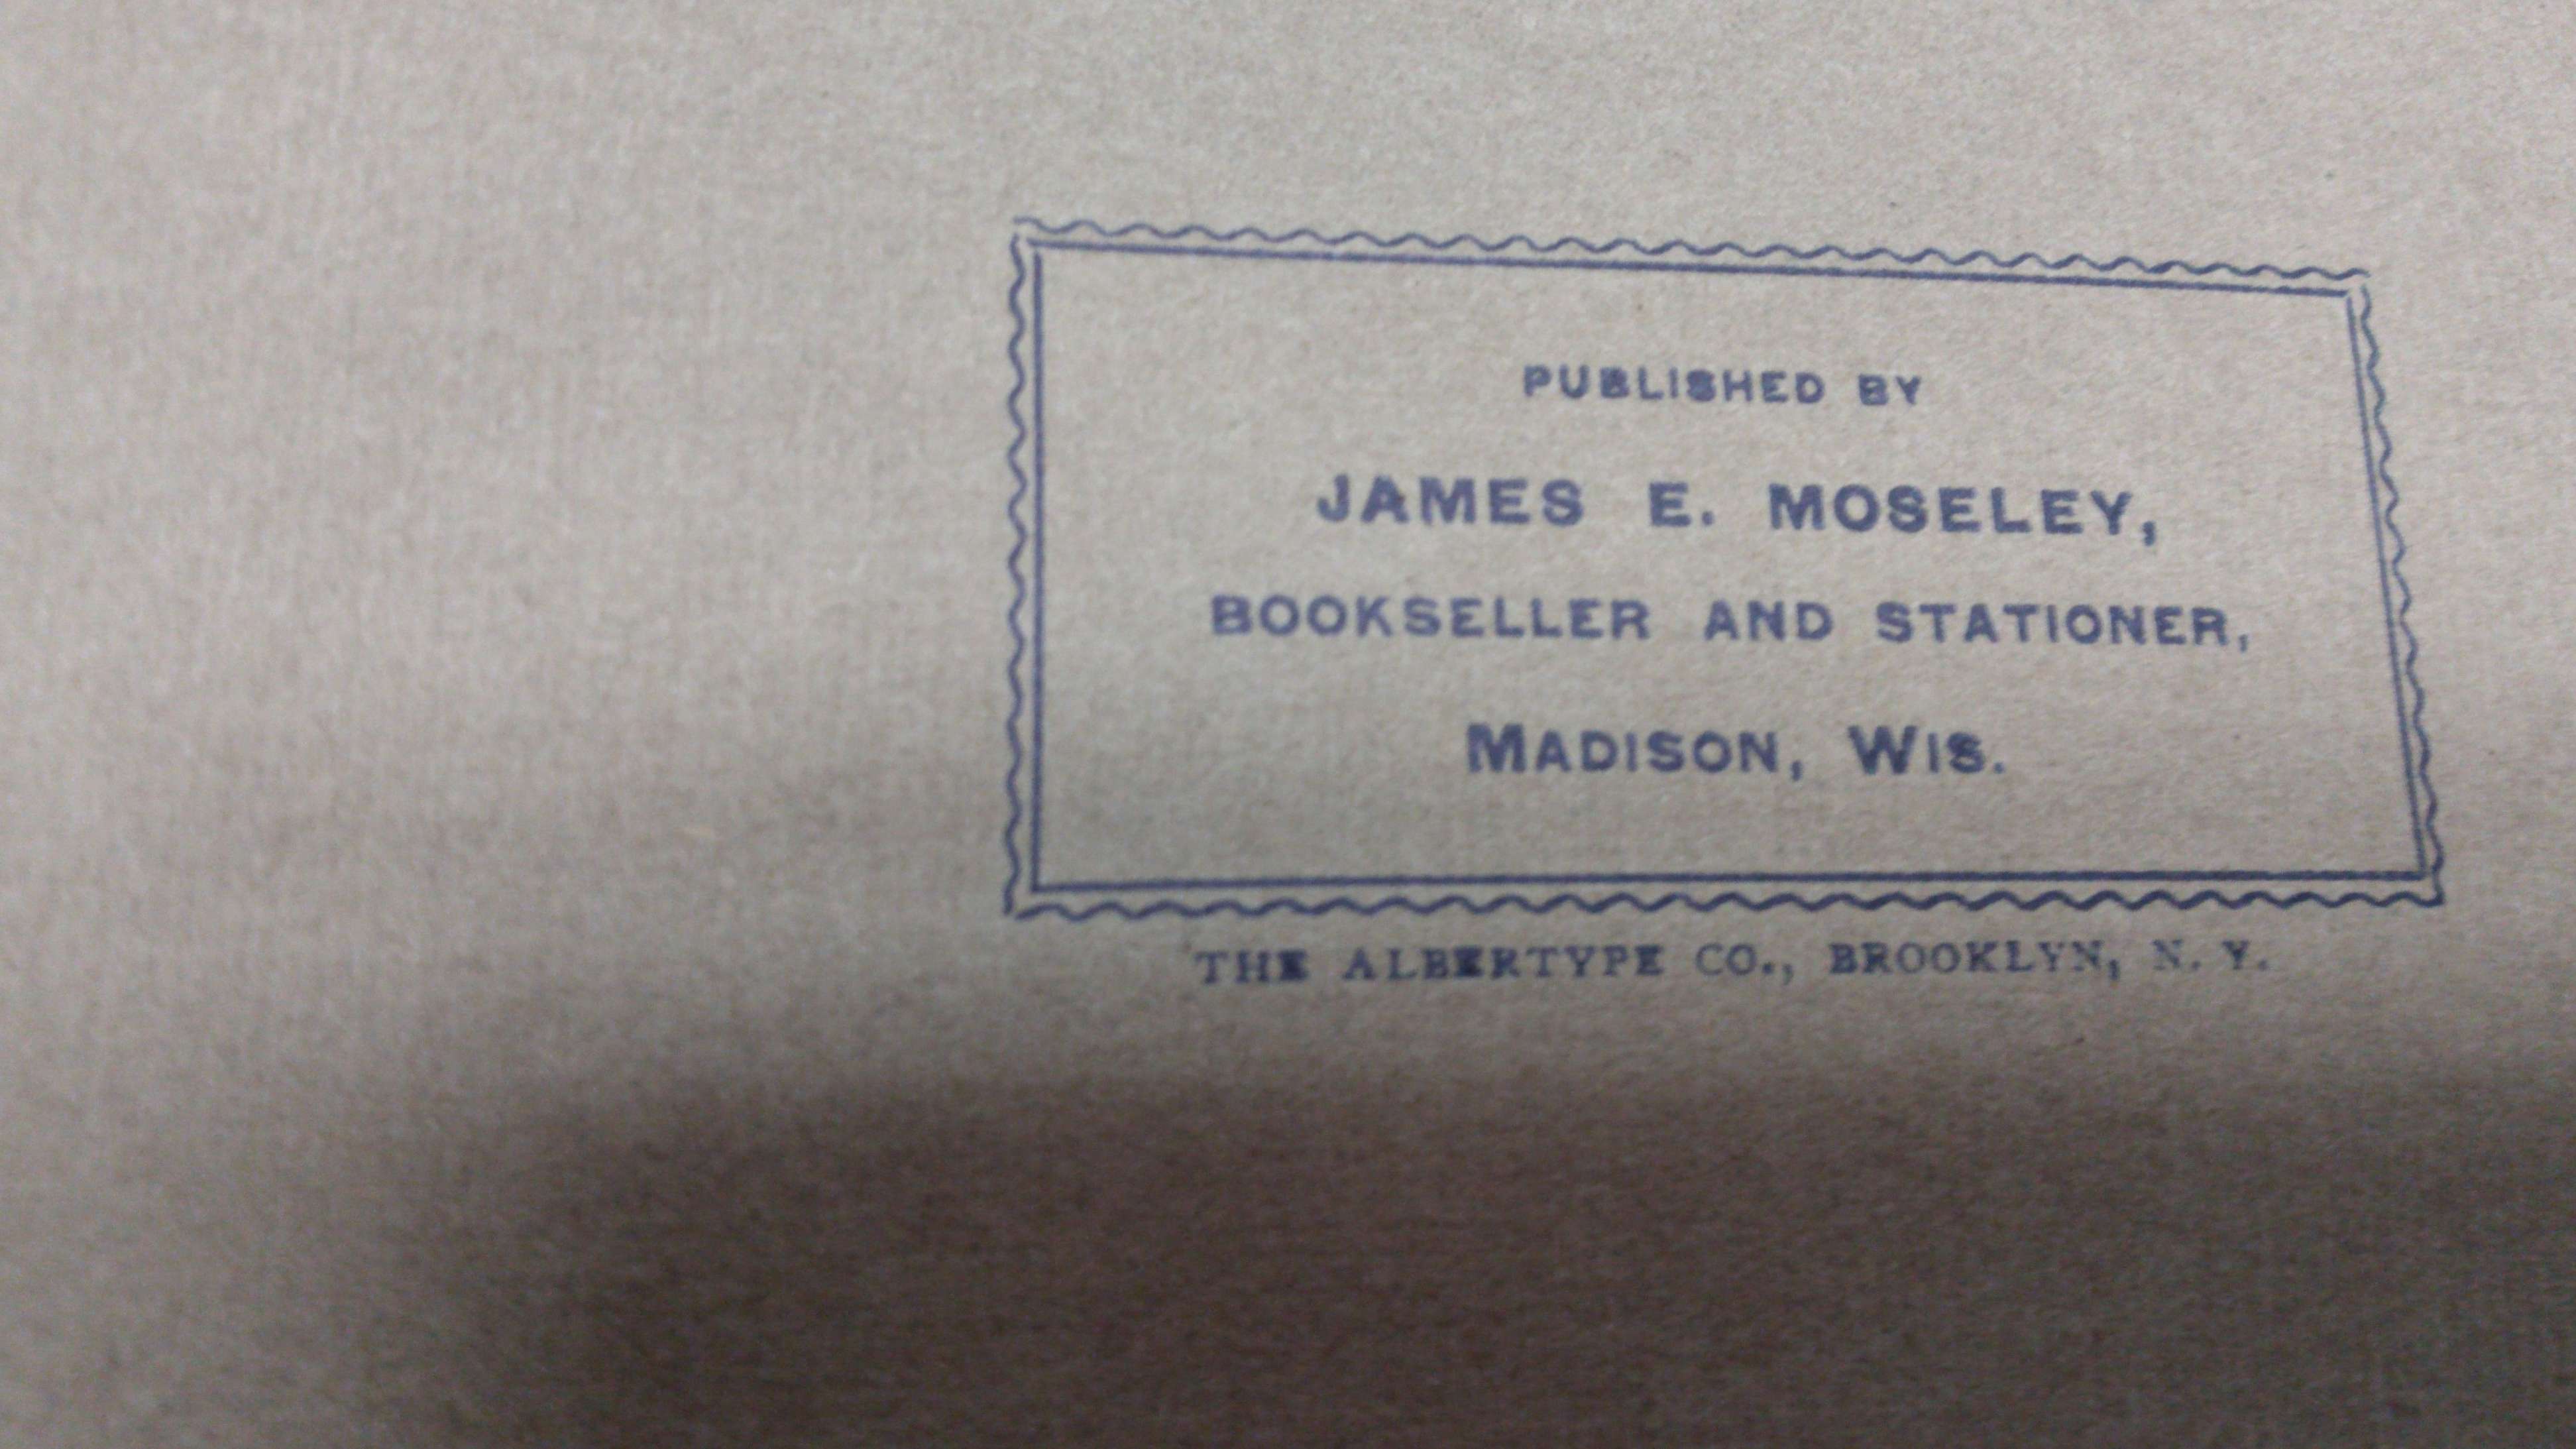 PUBLISHED BY
JAMES E. MOSELEY,
BOOKSELLER AND STATIONER,
MADISON, WIS.
THE ALBERTYPE CO., BROOKLYN, N. Y.